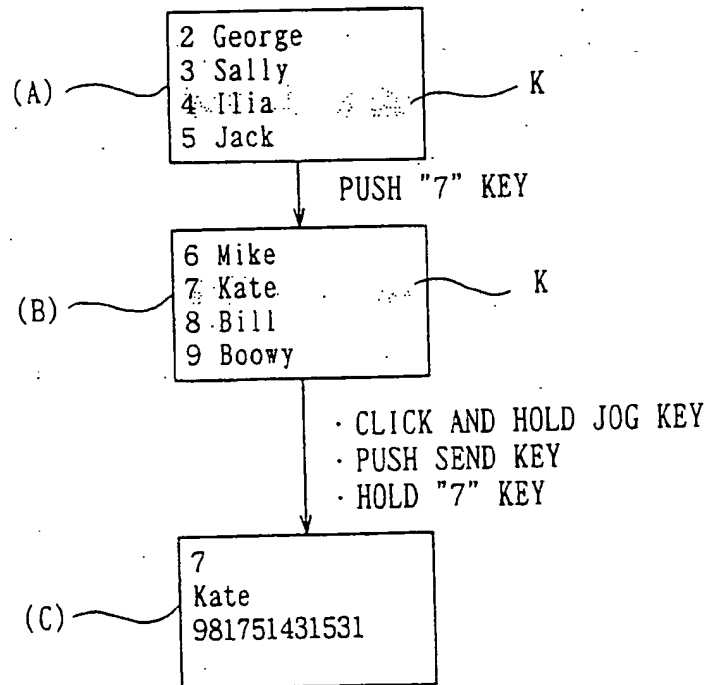 2 George
3 Sally
(A)
4 Ilia
K
5 Jack
PUSH "7" KEY
6 Mike
7 Kate
K
(B)
8 Bill
9 Boowy
· CLICK AND HOLD JOG KEY
· PUSH SEND KEY
· HOLD "7" KEY
7
Kate
(C)
981751431531